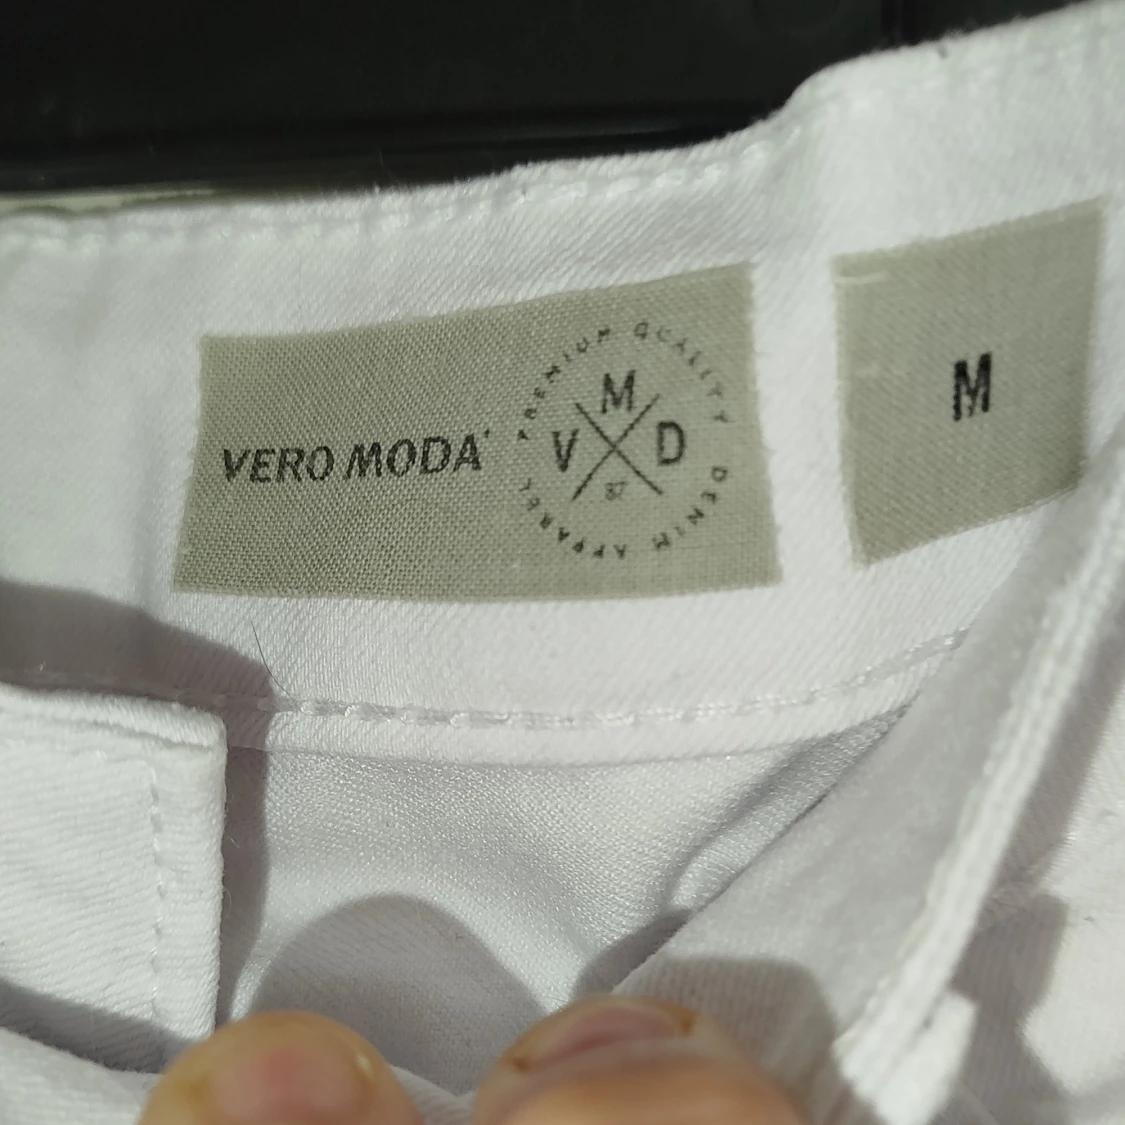 VERO MODA
PREMIUM QUALITY
M
V D
87
DENIM APPAREL
M